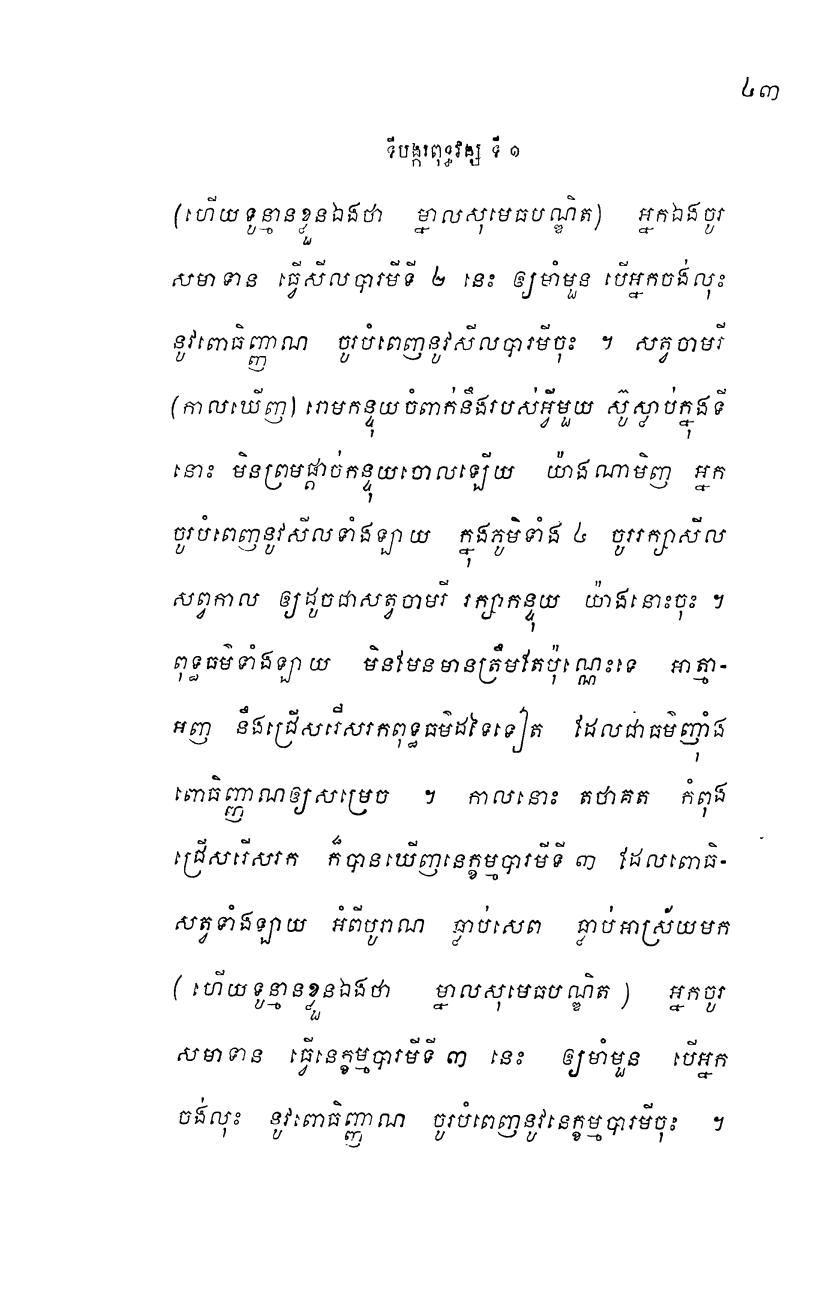 ៤៣
ទីបង្ករពុទ្ធវង្ស ទី ១
(ហើយទូន្មានខ្លួនឯងថា ម្នាលសុមេធបណ្ឌិត) អ្នកឯងចូរ
សមាទាន ធ្វើសីលបារមីទី ២ នេះ ឲ្យមាំមួន បើអ្នកចង់លុះ
នូវពោធិញ្ញាណ ចូរបំពេញនូវសីលបារមីចុះ ។ សត្វចាមរី
(កាលឃើញ) រោមកន្ទុយចំពាក់នឹងរបស់អ្វីមួយ ស៊ូស្លាប់ក្នុងទី
នោះ មិនព្រមផ្តាច់កន្ទុយចោលឡើយ យ៉ាងណាមិញ អ្នក
ចូរបំពេញនូវសីលទាំងឡាយ ក្នុងភូមិទាំង ៤ ចូររក្សាសីល
សព្វកាល ឲ្យដូចជាសត្វចាមរី រក្សាកន្ទុយ យ៉ាងនោះចុះ ។
ពុទ្ធធម៌ទាំងឡាយ មិនមែនមានត្រឹមតែប៉ុណ្ណេះទេ អាត្មា-
អញ នឹងជ្រើសរើសរកពុទ្ធធម៌ដទៃទៀត ដែលជាធម៌ញុាំង
ពោធិញ្ញាណឲ្យសម្រេច ។ កាលនោះ តថាគត កំពុង
ជ្រើសរើសរក ក៏បានឃើញនេក្ខម្មបារមីទី ៣ ដែលពោធិ-
សត្វទាំងឡាយ អំពីបូរាណ ធ្លាប់សេព ធ្លាប់អាស្រ័យមក
(ហើយទូន្មានខ្លួនឯងថា ម្នាលសុមេធបណ្ឌិត) អ្នកចូរ
សមាទាន ធ្វើនេក្ខម្មបារមីទី ៣ នេះ ឲ្យមាំមួន បើអ្នក
ចង់លុះ នូវពោធិញ្ញាណ ចូរបំពេញនូវនេក្ខម្មបារមីចុះ ។